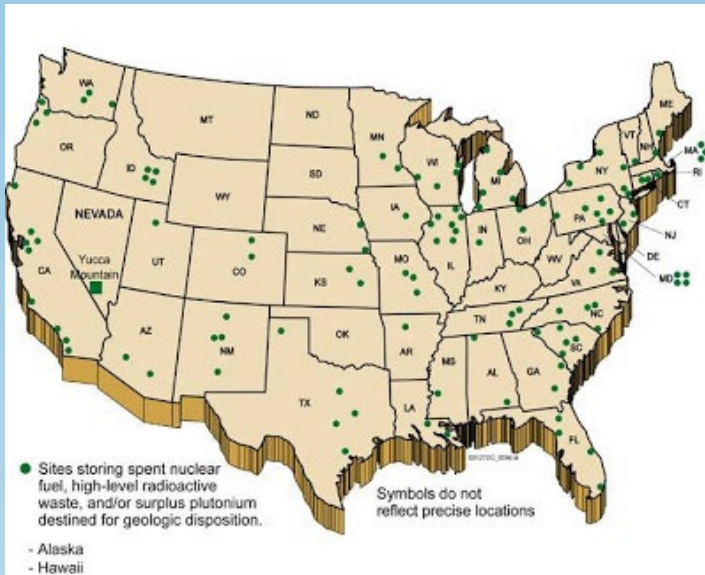 WA
MT
ND
MN
ME
VT
NH
OR
ID
SD
WI
MI
NY
MA
RI
WY
CT
NEVADA
IA
NE
PA
NJ
Yucca
Mountain
UT
CO
IL
IN
OH
WV
DE
CA
KS
MO
KY
VA
MD
AZ
NM
OK
TN
NC
AR
SC
MS
AL
GA
TX
LA
FL
Sites storing spent nuclear
fuel, high-level radioactive
waste, and/or surplus plutonium
destined for geologic disposition.
Symbols do not
reflect precise locations
- Alaska
- Hawaii